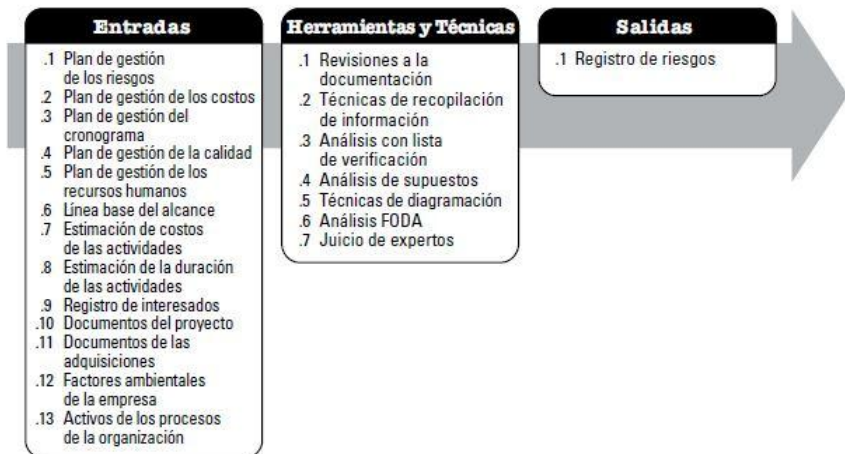 Entradas
.1 Plan de gestión
de los riesgos
.2 Plan de gestión de los costos
.3 Plan de gestión del
cronograma
.4 Plan de gestión de la calidad
.5 Plan de gestión de los
recursos humanos
.6 Línea base del alcance
.7 Estimación de costos
de las actividades
.8 Estimación de la duración
de las actividades
.9 Registro de interesados
.10 Documentos del proyecto
.11 Documentos de las
adquisiciones
.12 Factores ambientales
de la empresa
.13 Activos de los procesos
de la organización
Herramientas y Técnicas
.1 Revisiones a la
documentación
.2 Técnicas de recopilación
de información
.3 Análisis con lista
de verificación
.4 Análisis de supuestos
.5 Técnicas de diagramación
.6 Análisis FODA
.7 Juicio de expertos
Salidas
.1 Registro de riesgos